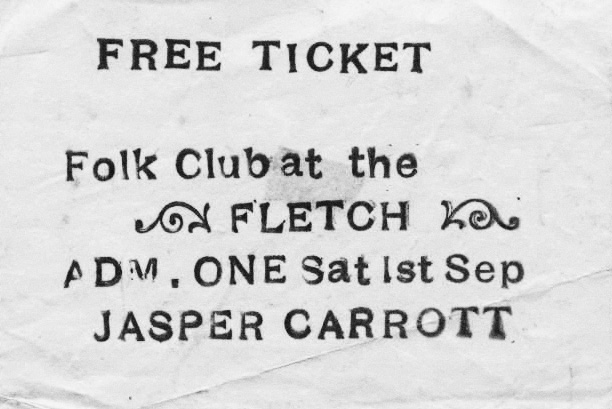 FREE TICKET
Folk Club at the
FLETCH
ADM. ONE Sat 1st Sep
JASPER CARROTT